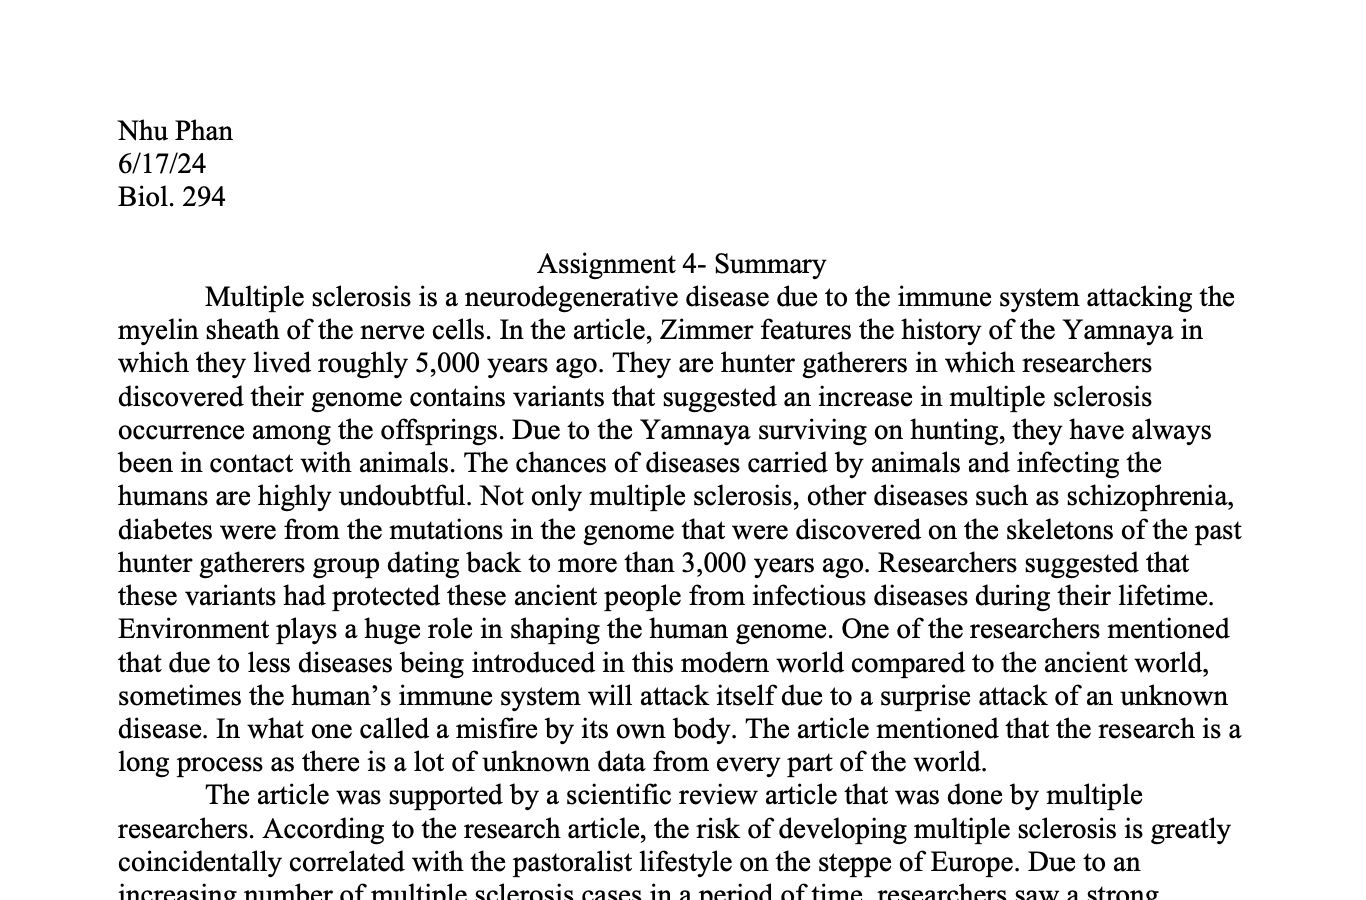 Nhu Phan
6/17/24
Biol. 294
Assignment 4- Summary
Multiple sclerosis is a neurodegenerative disease due to the immune system attacking the
myelin sheath of the nerve cells. In the article, Zimmer features the history of the Yamnaya in
which they lived roughly 5,000 years ago. They are hunter gatherers in which researchers
discovered their genome contains variants that suggested an increase in multiple sclerosis
occurrence among the offsprings. Due to the Yamnaya surviving on hunting, they have always
been in contact with animals. The chances of diseases carried by animals and infecting the
humans are highly undoubtful. Not only multiple sclerosis, other diseases such as schizophrenia,
diabetes were from the mutations in the genome that were discovered on the skeletons of the past
hunter gatherers group dating back to more than 3,000 years ago. Researchers suggested that
these variants had protected these ancient people from infectious diseases during their lifetime.
Environment plays a huge role in shaping the human genome. One of the researchers mentioned
that due to less diseases being introduced in this modern world compared to the ancient world,
sometimes the human’s immune system will attack itself due to a surprise attack of an unknown
disease. In what one called a misfire by its own body. The article mentioned that the research is a
long process as there is a lot of unknown data from every part of the world.
The article was supported by a scientific review article that was done by multiple
researchers. According to the research article, the risk of developing multiple sclerosis is greatly
coincidentally correlated with the pastoralist lifestyle on the steppe of Europe. Due to an
increasing number of multiple sclerosis cases in a period of time, researchers saw a strong